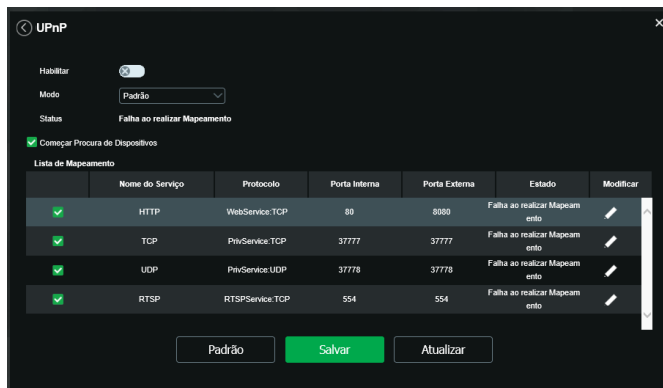 UPnP
Habilitar
Modo Padrão
Status Falha ao realizar Mapeamento
Começar Procura de Dispositivos
Lista de Mapeamento
Nome do Serviço Protocolo Porta Interna Porta Externa Estado Modificar
HTTP WebService:TCP 80 8080 Falha ao realizar Mapeam
ento
TCP PrivService:TCP 37777 37777 Falha ao realizar Mapeam
ento
UDP PrivService:UDP 37778 37778 Falha ao realizar Mapeam
ento
RTSP RTSPService:TCP 554 554 Falha ao realizar Mapeam
ento
Padrão Salvar Atualizar